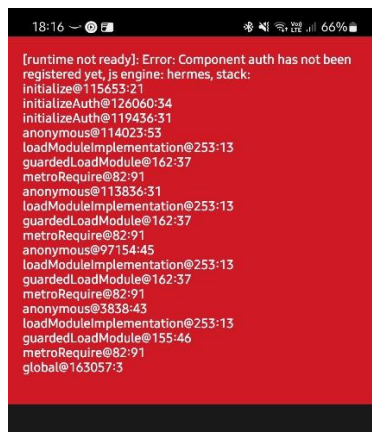 18:16
66%
[runtime not ready]: Error: Component auth has not been
registered yet, js engine: hermes, stack:
initialize@115653:21
initializeAuth@126060:34
initializeAuth@119436:31
anonymous@114023:53
loadModuleImplementation@253:13
guardedLoadModule@162:37
metroRequire@82:91
anonymous@113836:31
loadModuleImplementation@253:13
guardedLoadModule@162:37
metroRequire@82:91
anonymous@97154:45
loadModuleImplementation@253:13
guardedLoadModule@162:37
metroRequire@82:91
anonymous@3838:43
loadModuleImplementation@253:13
guardedLoadModule@155:46
metroRequire@82:91
global@163057:3